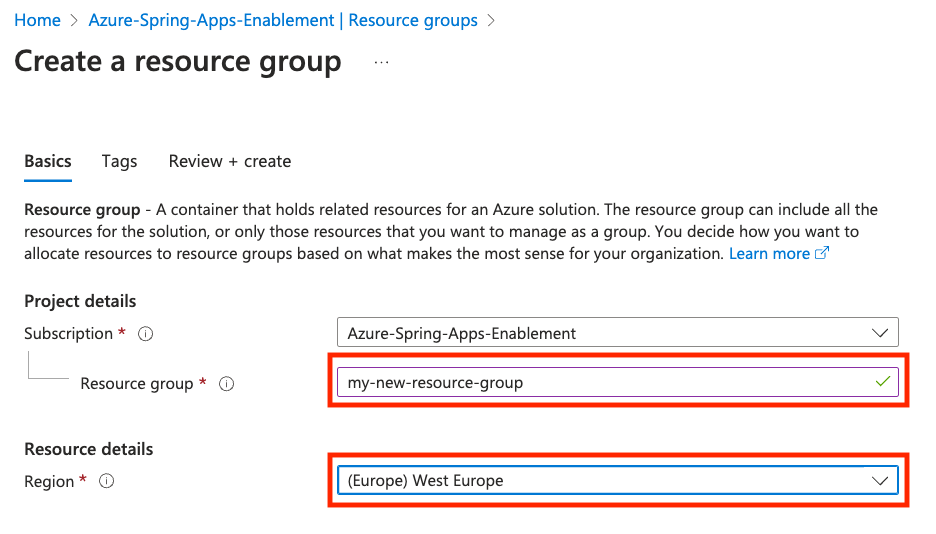 Home > Azure-Spring-Apps-Enablement | Resource groups >
Create a resource group ...
Basics Tags Review + create
Resource group - A container that holds related resources for an Azure solution. The resource group can include all the
resources for the solution, or only those resources that you want to manage as a group. You decide how you want to
allocate resources to resource groups based on what makes the most sense for your organization. Learn more
Project details
Subscription * Azure-Spring-Apps-Enablement
Resource group * my-new-resource-group
Resource details
Region * (Europe) West Europe